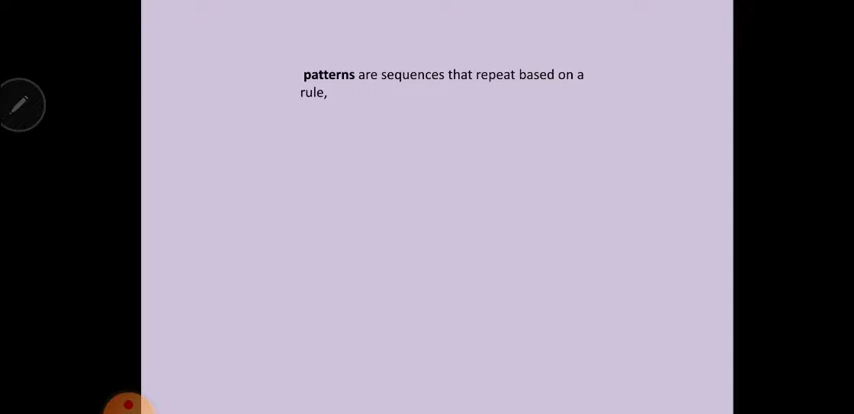 patterns are sequences that repeat based on a
rule,